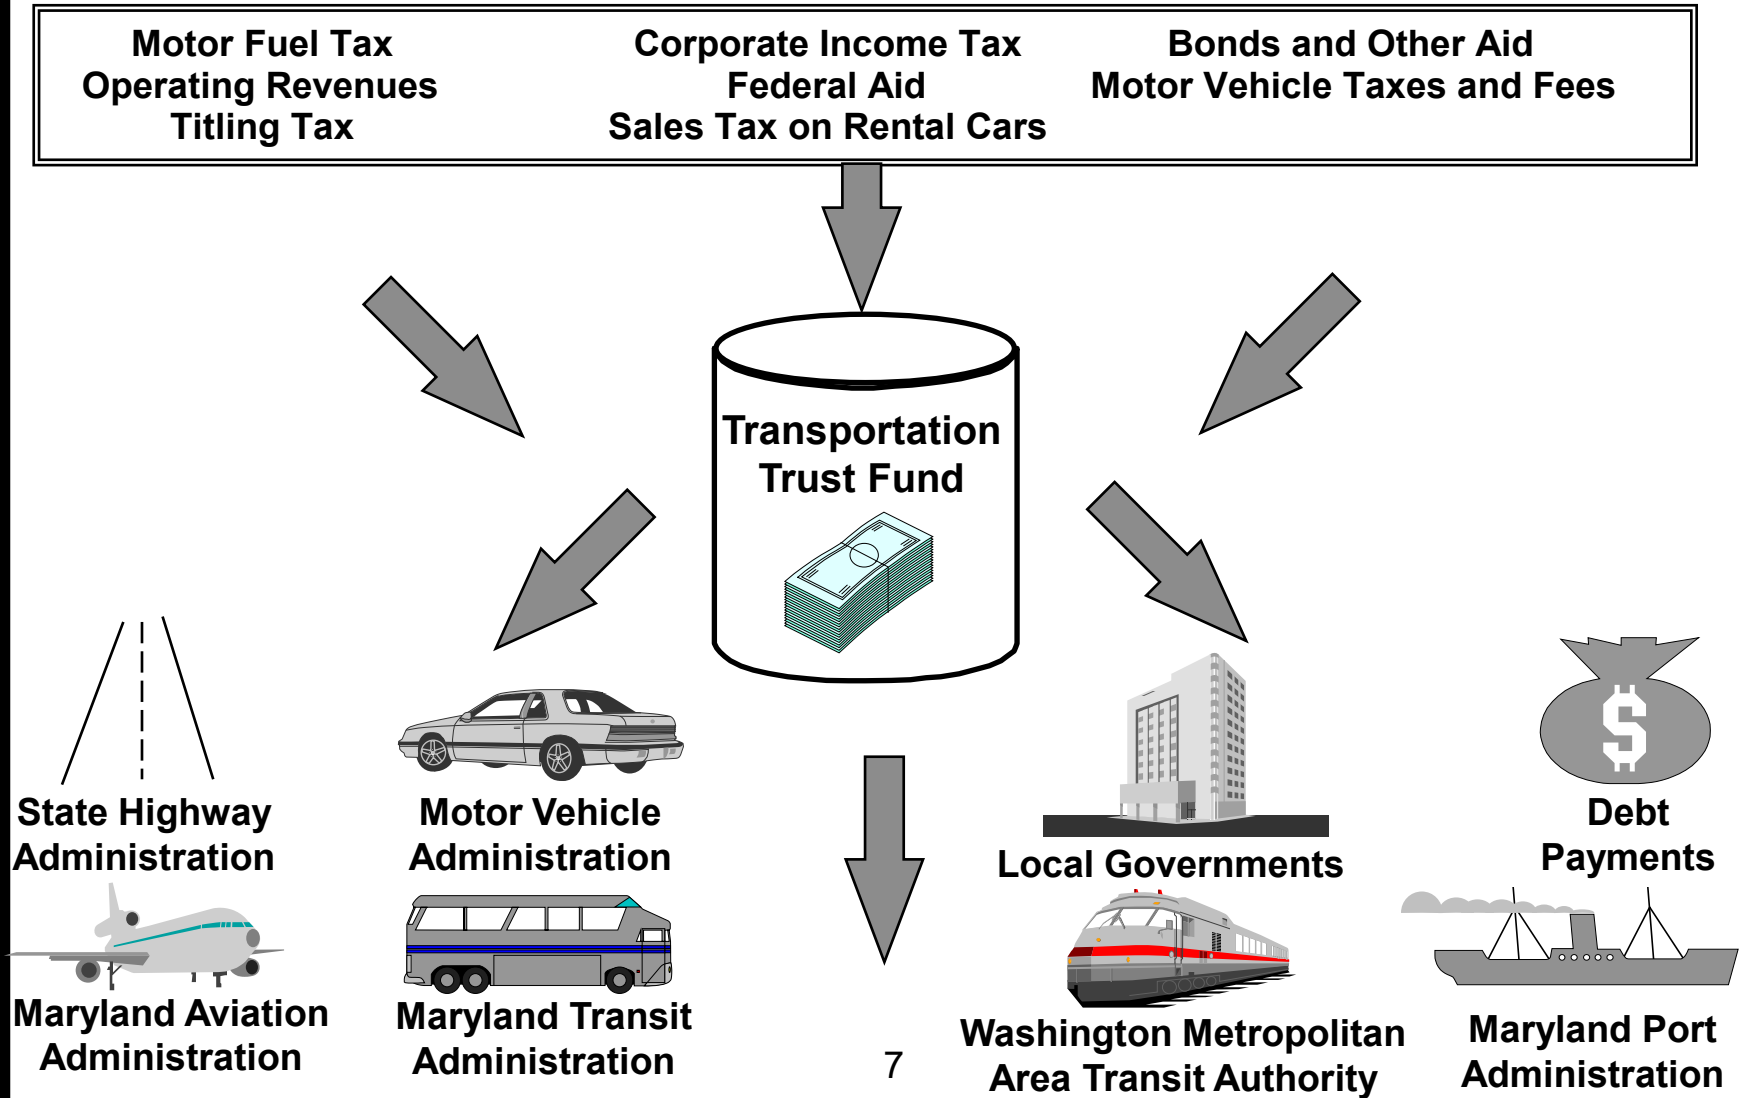 Motor Fuel Tax
Operating Revenues
Titling Tax
Corporate Income Tax
Federal Aid
Sales Tax on Rental Cars
Bonds and Other Aid
Motor Vehicle Taxes and Fees
Transportation
Trust Fund
State Highway
Administration
Motor Vehicle
Administration
Local Governments
$
Debt
Payments
Maryland Aviation
Administration
Maryland Transit
Administration
Washington Metropolitan
Area Transit Authority
Maryland Port
Administration
7